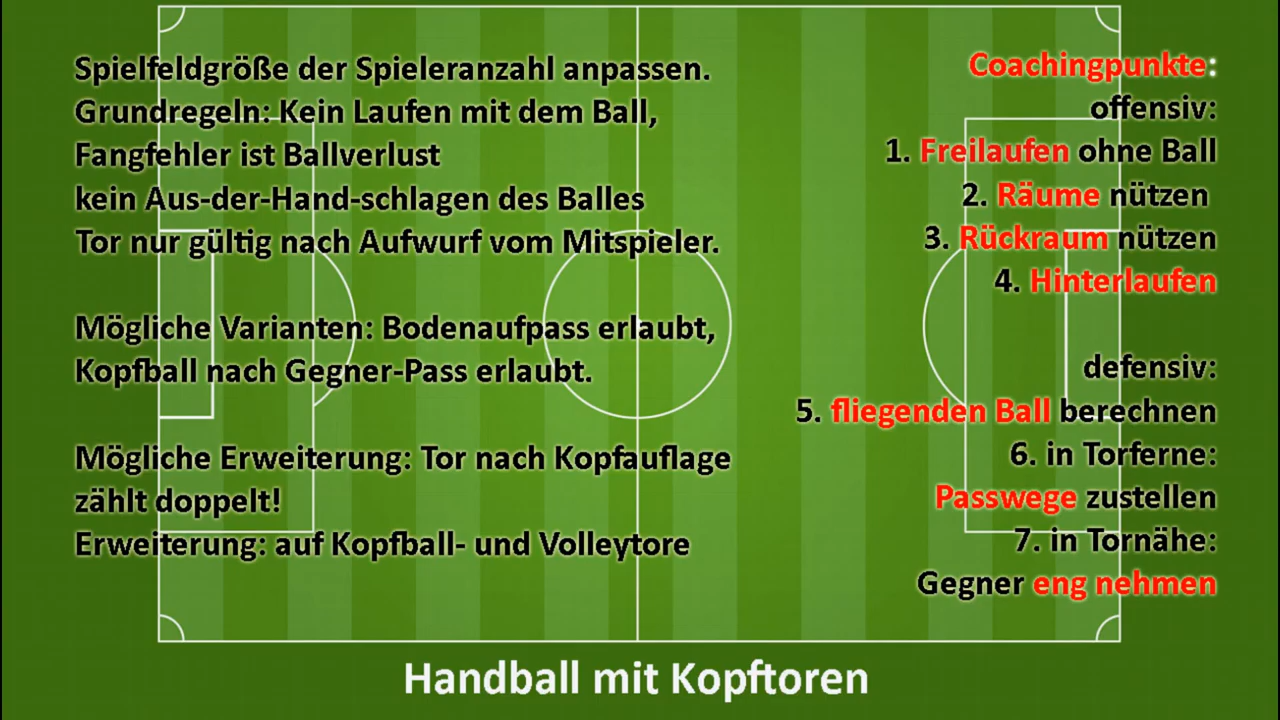 Spielfeldgröße der Spieleranzahl anpassen.
Grundregeln: Kein Laufen mit dem Ball,
Fangfehler ist Ballverlust
kein Aus-der-Hand-schlagen des Balles
Tor nur gültig nach Aufwurf vom Mitspieler.
Mögliche Varianten: Bodenaufpass erlaubt,
Kopfball nach Gegner-Pass erlaubt.
Mögliche Erweiterung: Tor nach Kopfauflage
zählt doppelt!
Erweiterung: auf Kopfball- und Volleytore
Coachingpunkte:
offensiv:
1. Freilaufen ohne Ball
2. Räume nützen
3. Rückraum nützen
4. Hinterlaufen
defensiv:
5. fliegenden Ball berechnen
6. in Torferne:
Passwege zustellen
7. in Tornähe:
Gegner eng nehmen
Handball mit Kopftoren